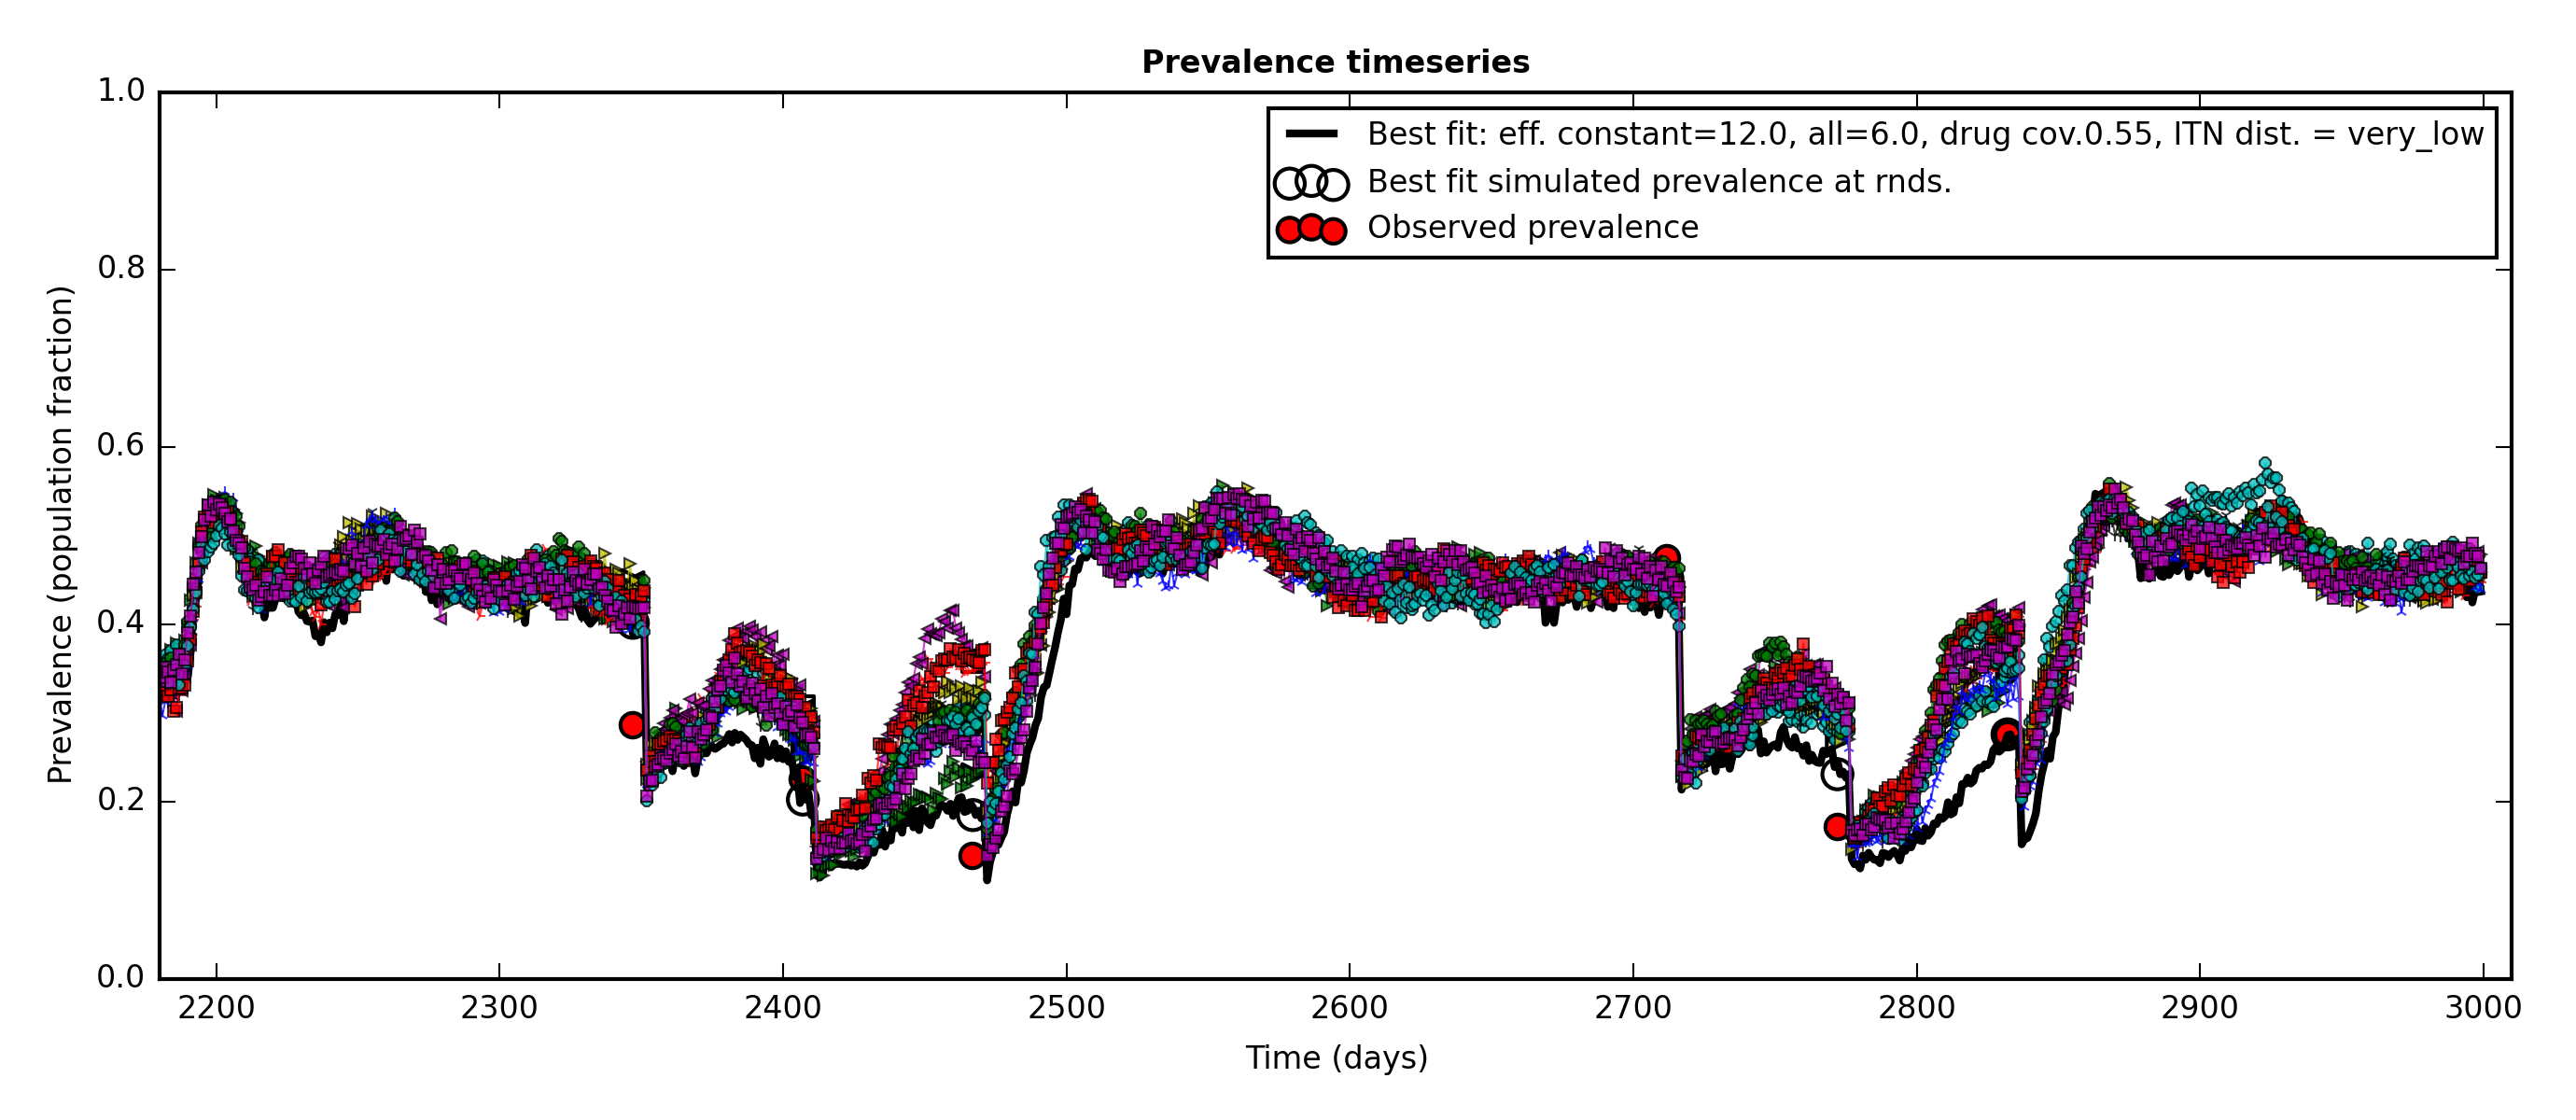 Prevalence timeseries
1.0
0.8
0.6
0.4
0.2
0.0
Prevalence (population fraction)
Best fit: eff. constant=12.0, all=6.0, drug cov.0.55, ITN dist. = very_low
Best fit simulated prevalence at rnds.
Observed prevalence
2200 2300 2400 2500 2600 2700 2800 2900 3000
Time (days)